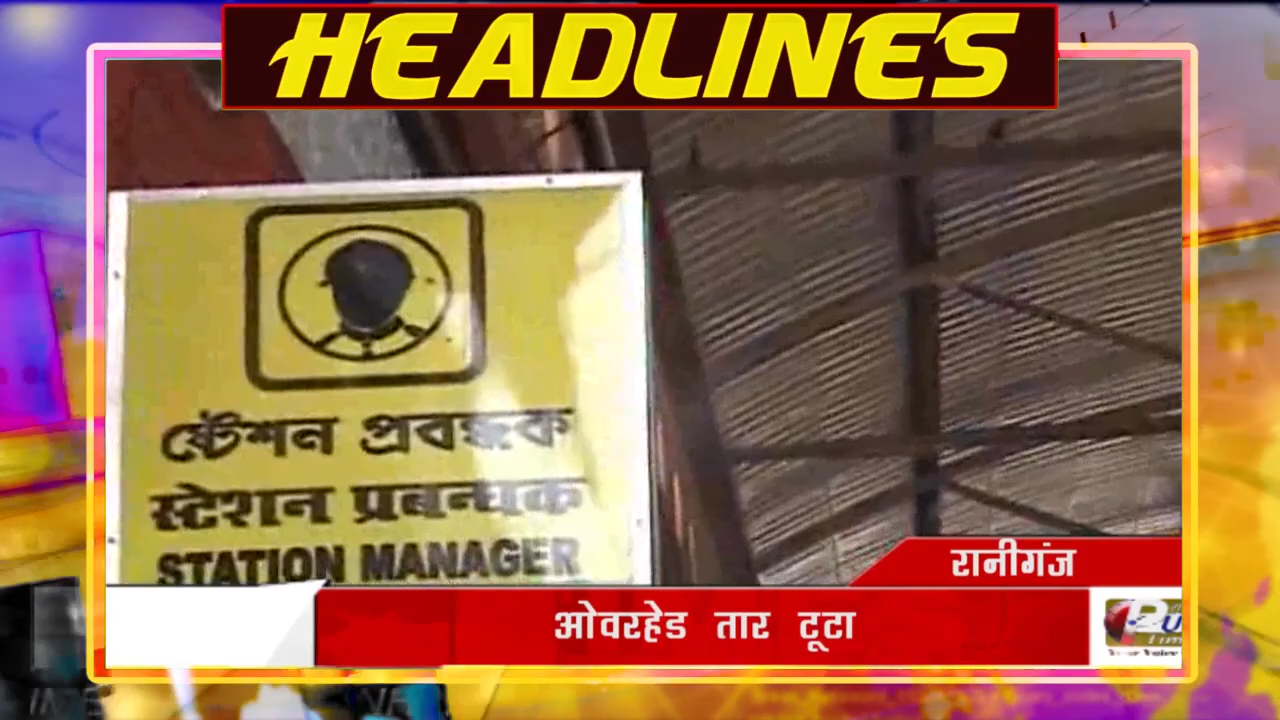 HEADLINES
ষ্টেশন প্রবন্ধক
स्टेशन प्रबन्धक
STATION MANAGER
रानीगंज
ओवरहेड तार टूटा